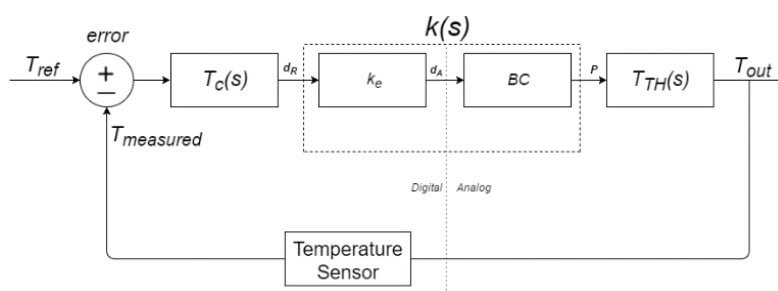 k(s)
error
T_ref
+
−
T_c(s)
d_R
k_e
d_A
BC
P
T_TH(s)
T_out
T_measured
Digital
Analog
Temperature
Sensor